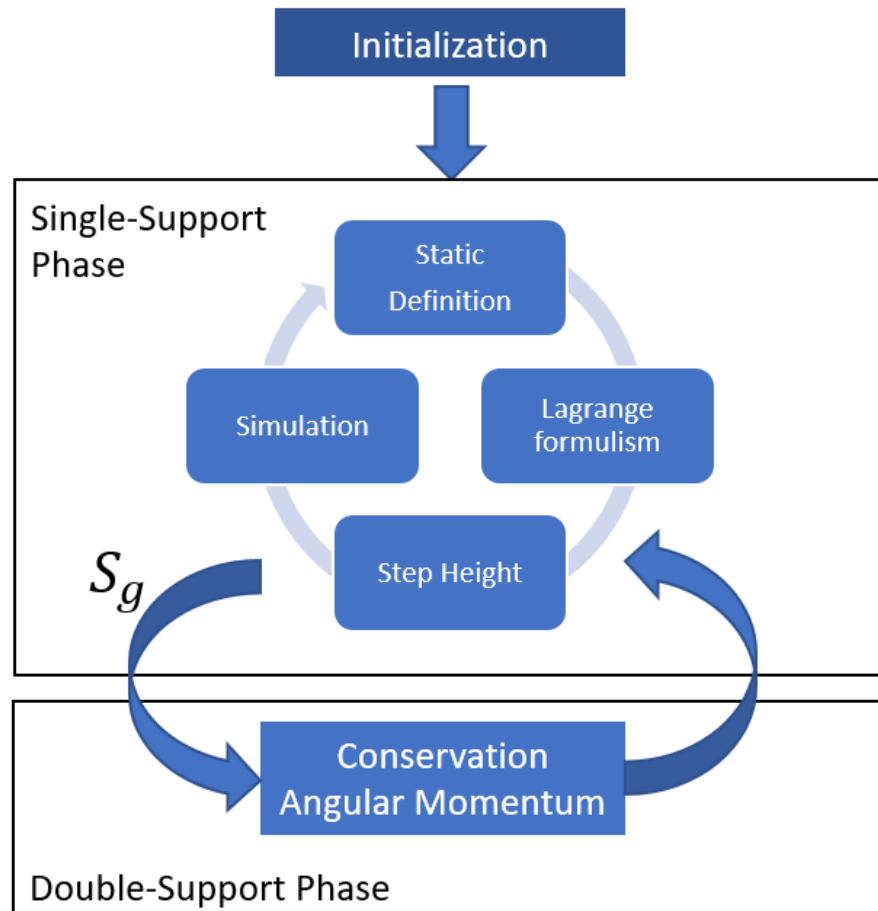 Initialization
Single-Support
Phase
Static
Definition
Simulation
Lagrange
formulism
Step Height
S_g
Conservation
Angular Momentum
Double-Support Phase